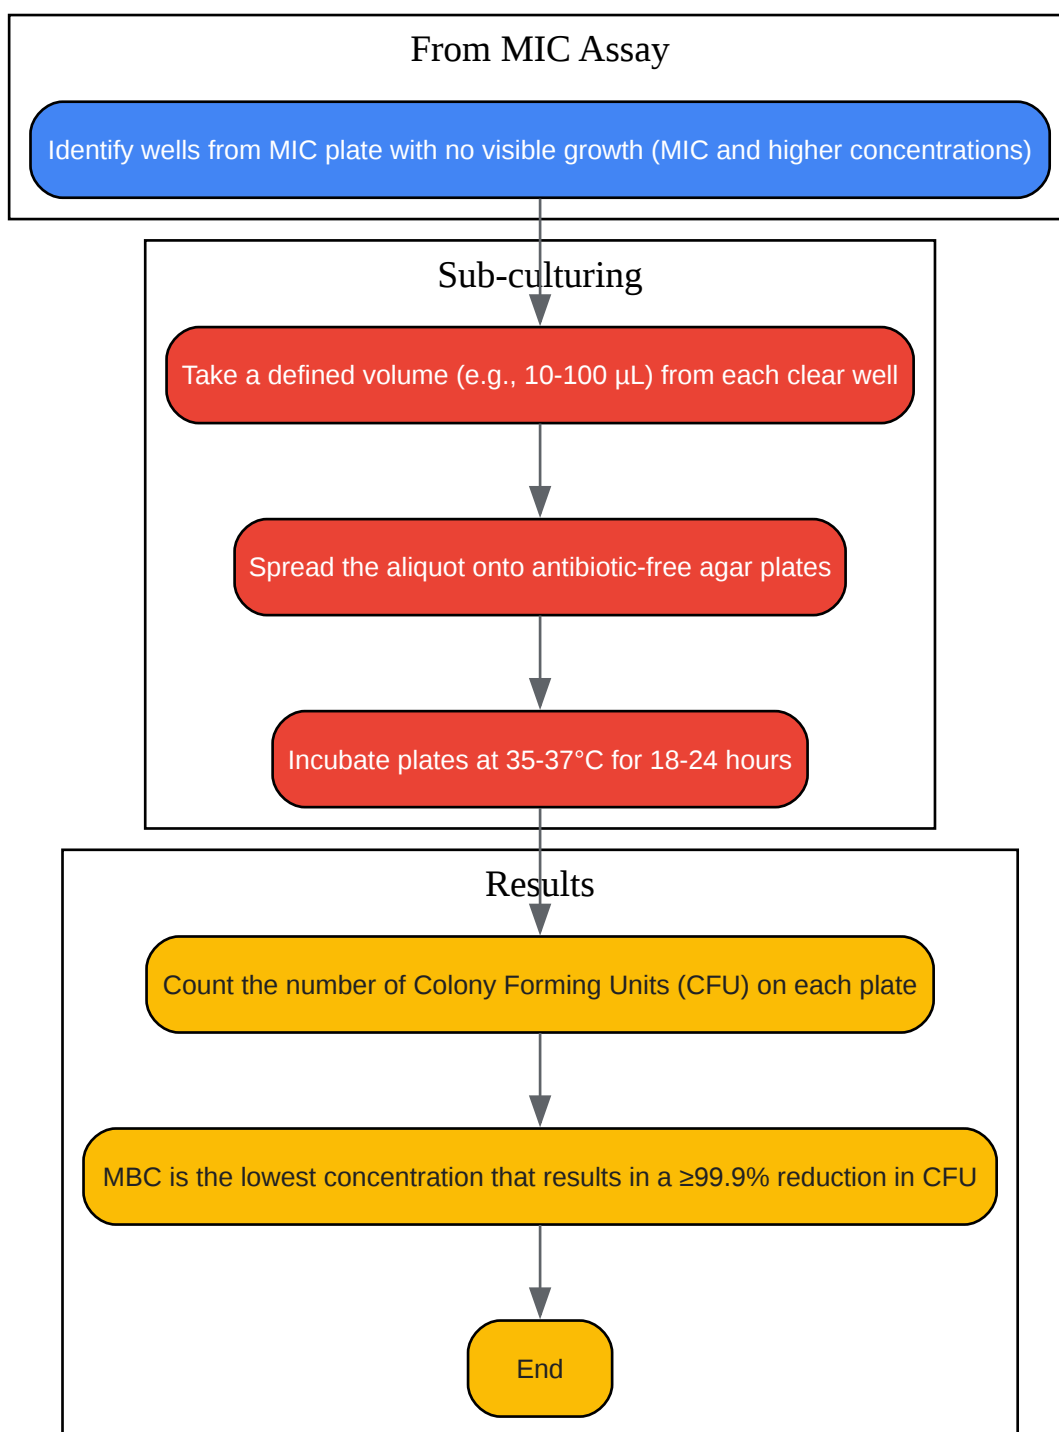 From MIC Assay
Identify wells from MIC plate with no visible growth (MIC and higher concentrations)
Sub-culturing
Take a defined volume (e.g., 10-100 µL) from each clear well
Spread the aliquot onto antibiotic-free agar plates
Incubate plates at 35-37°C for 18-24 hours
Results
Count the number of Colony Forming Units (CFU) on each plate
MBC is the lowest concentration that results in a ≥99.9% reduction in CFU
End